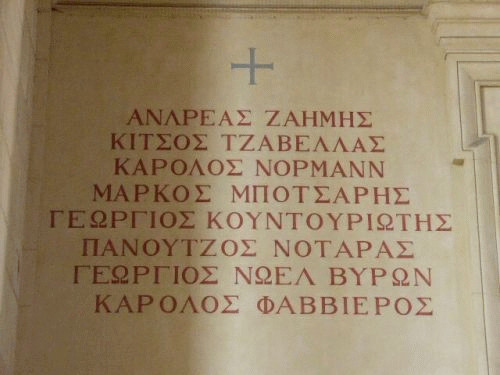 ΑΝΔΡΕΑΣ ΖΑΗΜΗΣ
ΚΙΤΣΟΣ ΤΖΑΒΕΛΛΑΣ
ΚΑΡΟΛΟΣ ΝΟΡΜΑΝΝ
ΜΑΡΚΟΣ ΜΠΟΤΣΑΡΗΣ
ΓΕΩΡΓΙΟΣ ΚΟΥΝΤΟΥΡΙΩΤΗΣ
ΠΑΝΟΥΤΖΟΣ ΝΟΤΑΡΑΣ
ΓΕΩΡΓΙΟΣ ΝΩΕΛ ΒΥΡΩΝ
ΚΑΡΟΛΟΣ ΦΑΒΒΙΕΡΟΣ